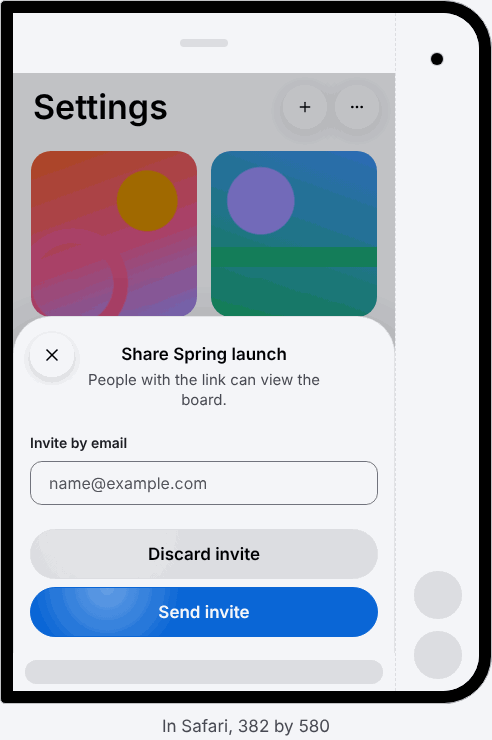 Settings
Share Spring launch
People with the link can view the
board.
Invite by email
name@example.com
Discard invite
Send invite
In Safari, 382 by 580